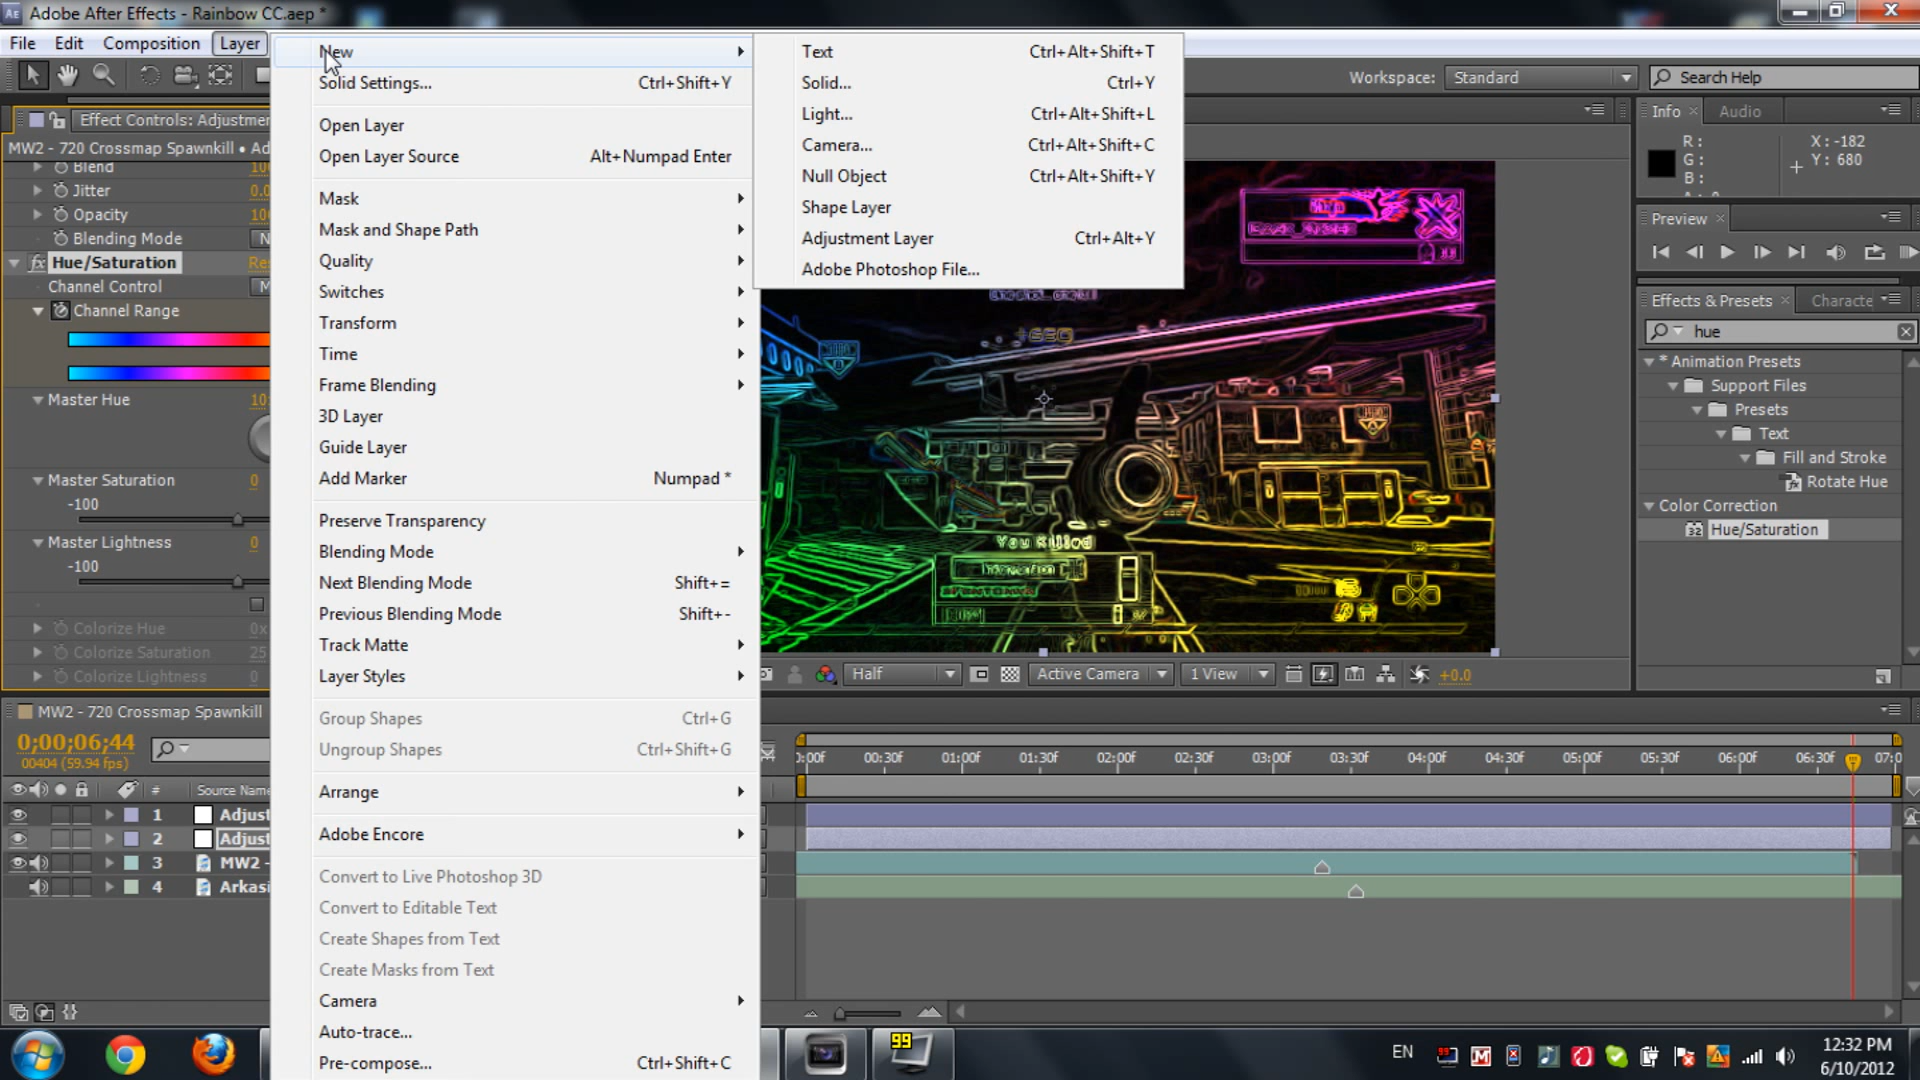 Adobe After Effects - Rainbow CC.aep *
File Edit Composition Layer
Workspace: Standard
Search Help
New
Solid Settings... Ctrl+Shift+Y
Open Layer
Open Layer Source Alt+Numpad Enter
Mask
Mask and Shape Path
Quality
Switches
Transform
Time
Frame Blending
3D Layer
Guide Layer
Add Marker Numpad *
Preserve Transparency
Blending Mode
Next Blending Mode Shift+=
Previous Blending Mode Shift+-
Track Matte
Layer Styles
Group Shapes Ctrl+G
Ungroup Shapes Ctrl+Shift+G
Arrange
Adobe Encore
Convert to Live Photoshop 3D
Convert to Editable Text
Create Shapes from Text
Create Masks from Text
Camera
Auto-trace...
Pre-compose... Ctrl+Shift+C
Text Ctrl+Alt+Shift+T
Solid... Ctrl+Y
Light... Ctrl+Alt+Shift+L
Camera... Ctrl+Alt+Shift+C
Null Object Ctrl+Alt+Shift+Y
Shape Layer
Adjustment Layer Ctrl+Alt+Y
Adobe Photoshop File...
Effect Controls: Adjustmen
MW2 - 720 Crossmap Spawnkill • Ad
Blend 10
Jitter 0.0
Opacity 10
Blending Mode N
fx Hue/Saturation Re
Channel Control M
Channel Range
Master Hue 10
Master Saturation 0
-100
Master Lightness 0
-100
Colorize Hue 0x
Colorize Saturation 25
Colorize Lightness 0
You Killed
Intervention
Half
Active Camera
1 View
+0.0
Info Audio
R: X: -182
G: Y: 680
B:
Preview
Effects & Presets Characte
hue
* Animation Presets
Support Files
Presets
Text
Fill and Stroke
Rotate Hue
Color Correction
32 Hue/Saturation
MW2 - 720 Crossmap Spawnkill
0;00;06;44
00404 (59.94 fps)
# Source Name
1 Adjust
2 Adjust
3 MW2 -
4 Arkasi
:00f 00:30f 01:00f 01:30f 02:00f 02:30f 03:00f 03:30f 04:00f 04:30f 05:00f 05:30f 06:00f 06:30f 07:0
99
EN
12:32 PM
6/10/2012